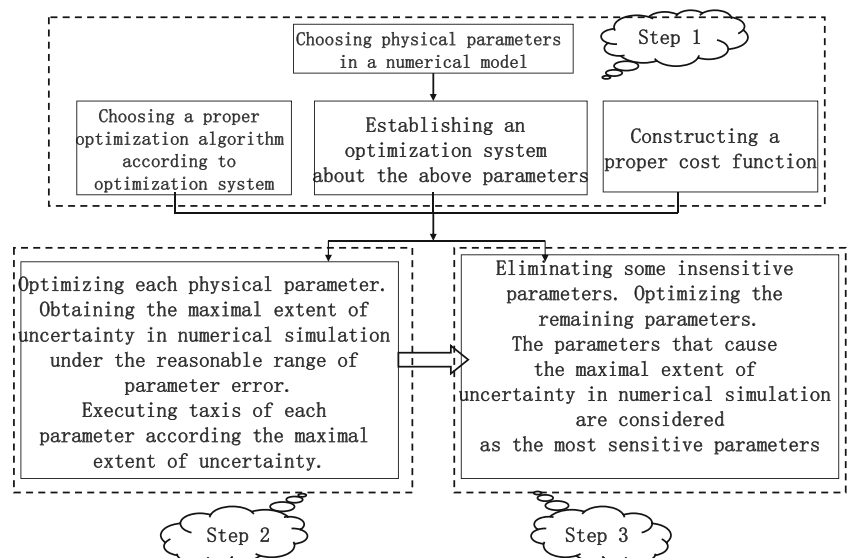 Choosing physical parameters
in a numerical model
Step 1
Choosing a proper
optimization algorithm
according to
optimization system
Establishing an
optimization system
about the above parameters
Constructing a
proper cost function
Optimizing each physical parameter.
Obtaining the maximal extent of
uncertainty in numerical simulation
under the reasonable range of
parameter error.
Executing taxis of each
parameter according the maximal
extent of uncertainty.
Eliminating some insensitive
parameters. Optimizing the
remaining parameters.
The parameters that cause
the maximal extent of
uncertainty in numerical simulation
are considered
as the most sensitive parameters
Step 2
Step 3